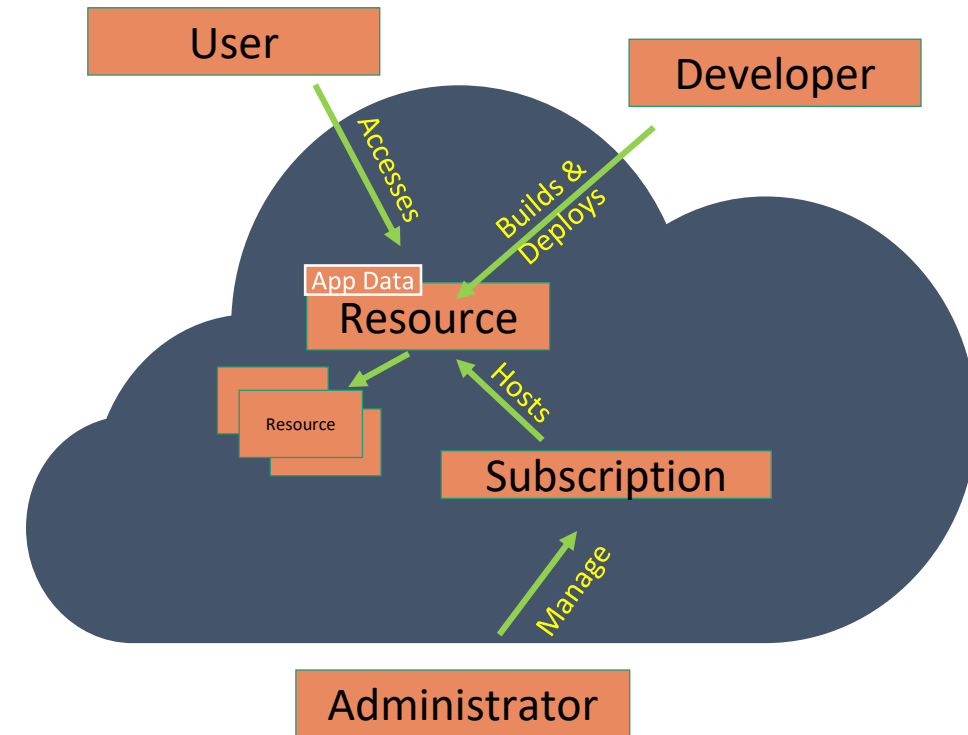 User
Developer
Accesses
Builds &
Deploys
App Data
Resource
Hosts
Resource
Subscription
Manage
Administrator